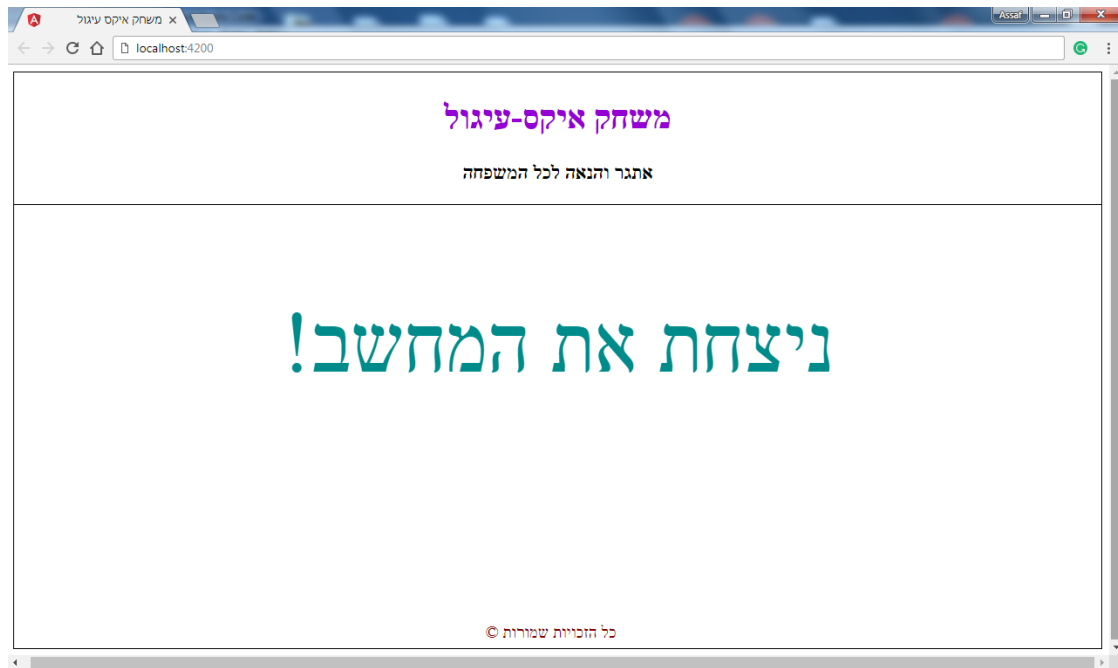 משחק איקס עיגול
Assaf
localhost:4200
משחק איקס-עיגול
אתגר והנאה לכל המשפחה
ניצחת את המחשב!
כל הזכויות שמורות ©